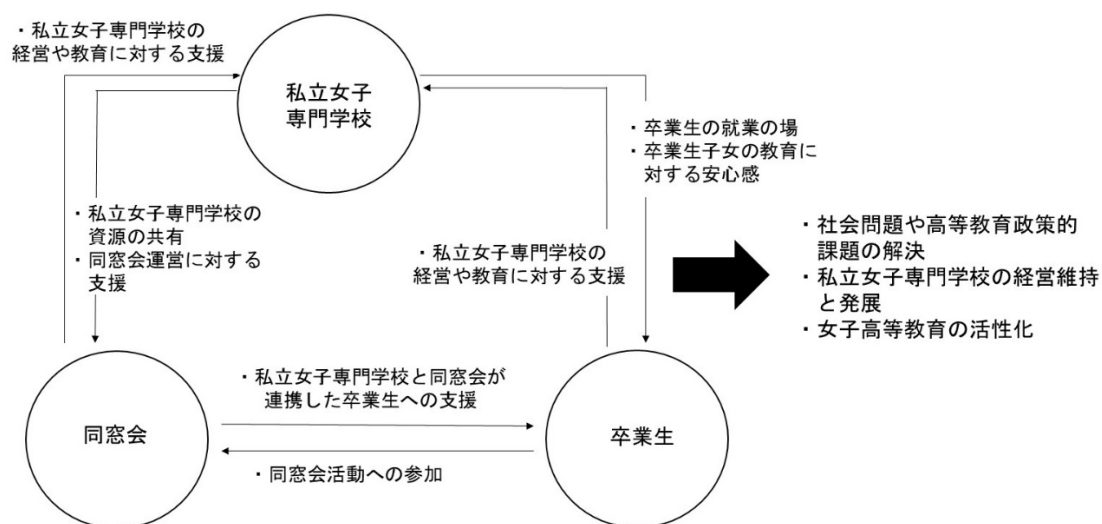 ・私立女子専門学校の
経営や教育に対する支援
私立女子
専門学校
・卒業生の就業の場
・卒業生子女の教育に
対する安心感
・私立女子専門学校の
資源の共有
・同窓会運営に対する
支援
・私立女子専門学校の
経営や教育に対する支援
・社会問題や高等教育政策的
課題の解決
・私立女子専門学校の経営維持
と発展
・女子高等教育の活性化
・私立女子専門学校と同窓会が
連携した卒業生への支援
同窓会
卒業生
・同窓会活動への参加